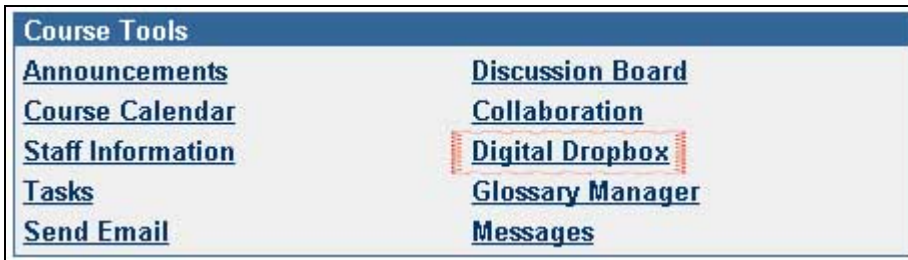 Course Tools
Announcements
Discussion Board
Course Calendar
Collaboration
Staff Information
Digital Dropbox
Tasks
Glossary Manager
Send Email
Messages